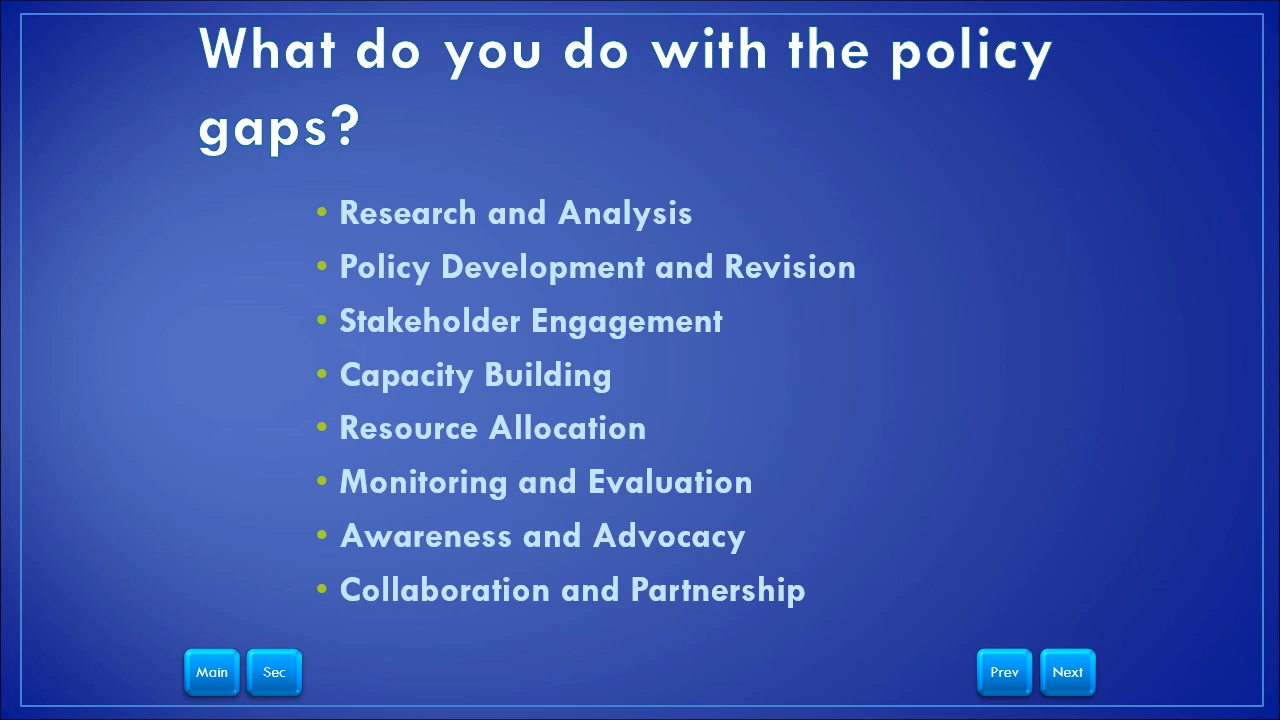 What do you do with the policy
gaps?
• Research and Analysis
• Policy Development and Revision
• Stakeholder Engagement
• Capacity Building
• Resource Allocation
• Monitoring and Evaluation
• Awareness and Advocacy
• Collaboration and Partnership
Main Sec Prev Next